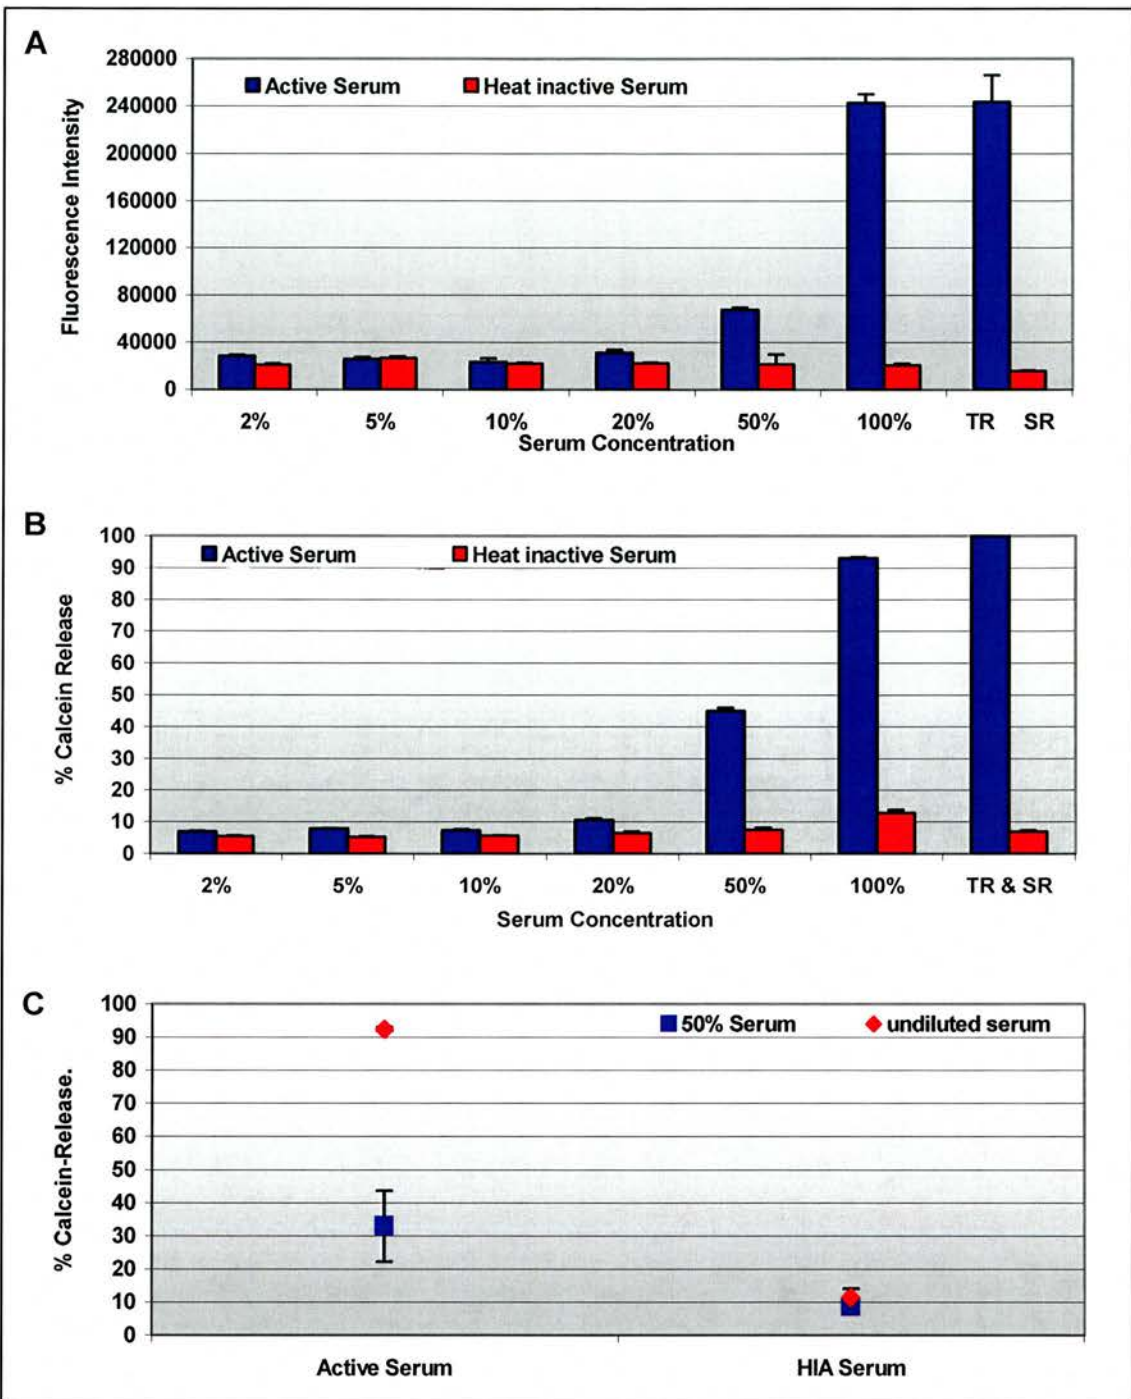 A
280000
240000
200000
160000
120000
80000
40000
0
Fluorescence Intensity
Active Serum Heat inactive Serum
2% 5% 10% 20% 50% 100% TR SR
Serum Concentration
B
100
90
80
70
60
50
40
30
20
10
0
% Calcein Release
Active Serum Heat inactive Serum
2% 5% 10% 20% 50% 100% TR & SR
Serum Concentration
C
100
90
80
70
60
50
40
30
20
10
0
% Calcein-Release.
50% Serum undiluted serum
Active Serum HIA Serum